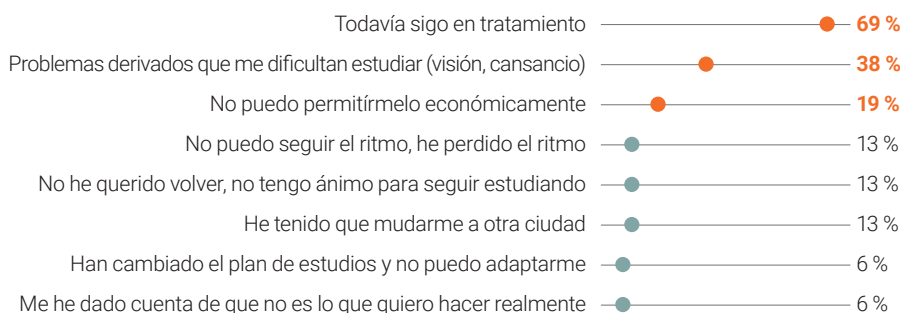 Todavía sigo en tratamiento 69 %
Problemas derivados que me dificultan estudiar (visión, cansancio) 38 %
No puedo permitírmelo económicamente 19 %
No puedo seguir el ritmo, he perdido el ritmo 13 %
No he querido volver, no tengo ánimo para seguir estudiando 13 %
He tenido que mudarme a otra ciudad 13 %
Han cambiado el plan de estudios y no puedo adaptarme 6 %
Me he dado cuenta de que no es lo que quiero hacer realmente 6 %